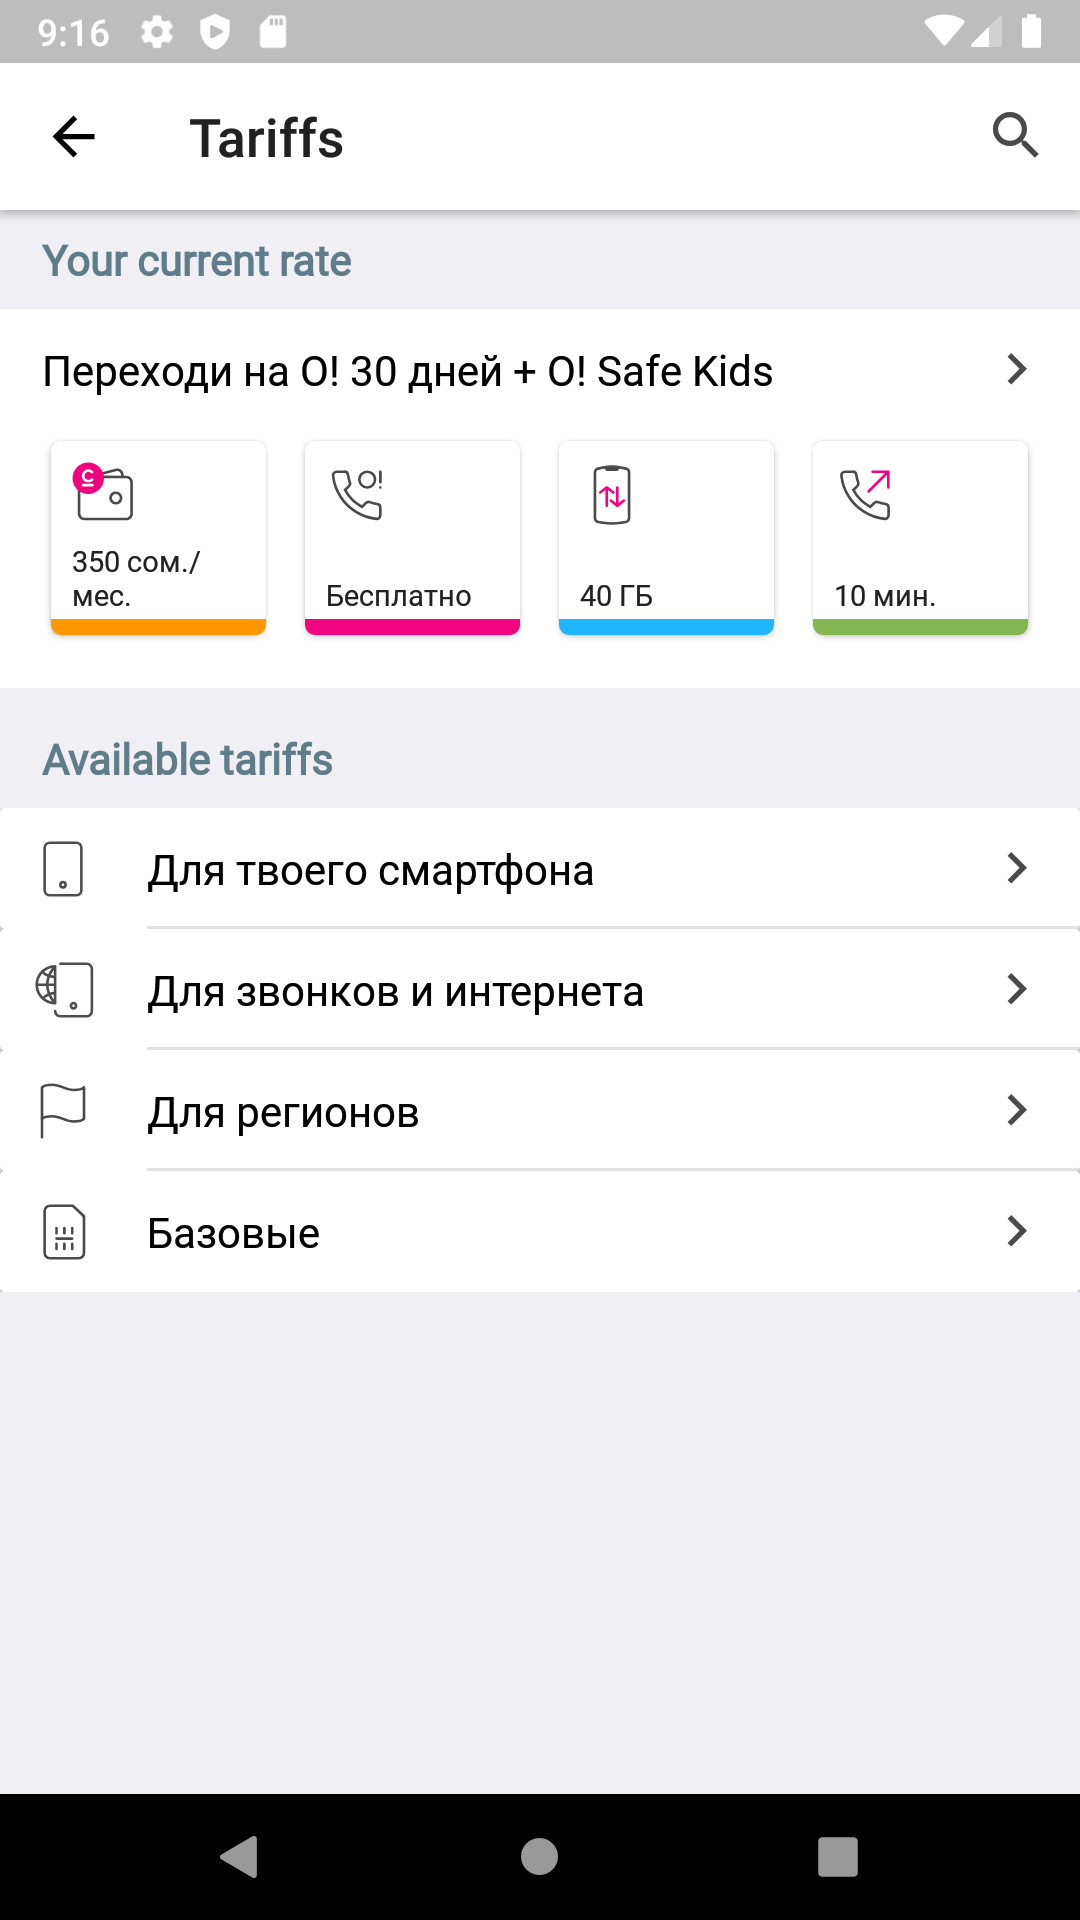 9:16
Tariffs
Your current rate
Переходи на О! 30 дней + О! Safe Kids
350 сом./
мес.
Бесплатно
40 ГБ
10 мин.
Available tariffs
Для твоего смартфона
Для звонков и интернета
Для регионов
Базовые